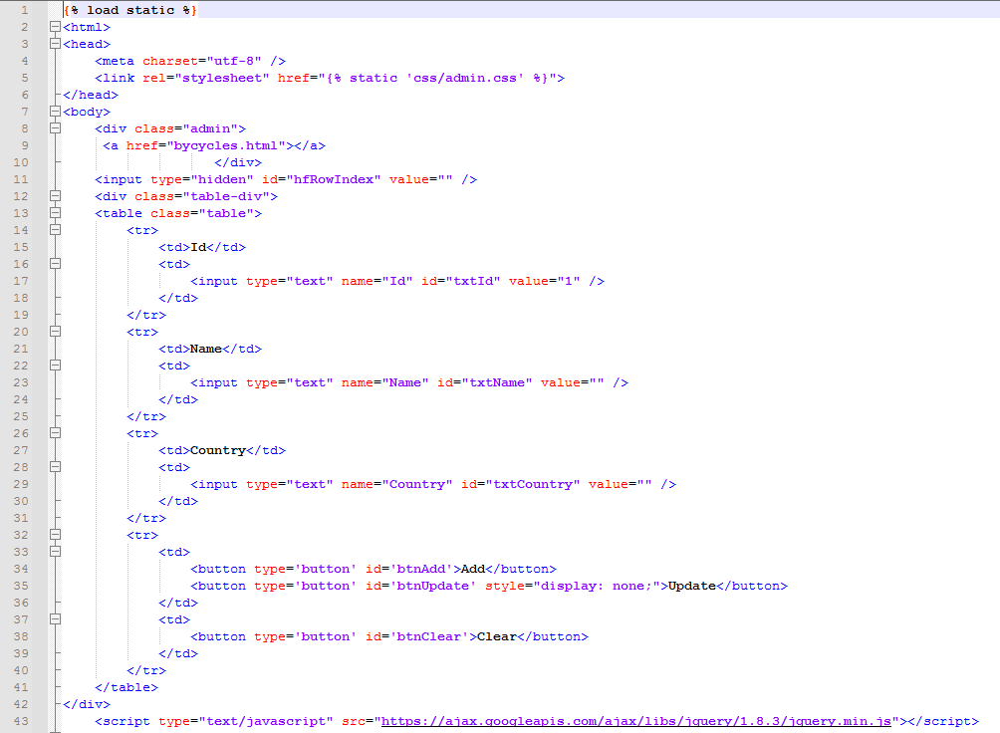 1 {% load static %}
2 <html>
3 <head>
4 <meta charset="utf-8" />
5 <link rel="stylesheet" href="{% static 'css/admin.css' %}">
6 </head>
7 <body>
8 <div class="admin">
9 <a href="bycycles.html"></a>
10 </div>
11 <input type="hidden" id="hfRowIndex" value="" />
12 <div class="table-div">
13 <table class="table">
14 <tr>
15 <td>Id</td>
16 <td>
17 <input type="text" name="Id" id="txtId" value="1" />
18 </td>
19 </tr>
20 <tr>
21 <td>Name</td>
22 <td>
23 <input type="text" name="Name" id="txtName" value="" />
24 </td>
25 </tr>
26 <tr>
27 <td>Country</td>
28 <td>
29 <input type="text" name="Country" id="txtCountry" value="" />
30 </td>
31 </tr>
32 <tr>
33 <td>
34 <button type='button' id='btnAdd'>Add</button>
35 <button type='button' id='btnUpdate' style="display: none;">Update</button>
36 </td>
37 <td>
38 <button type='button' id='btnClear'>Clear</button>
39 </td>
40 </tr>
41 </table>
42 </div>
43 <script type="text/javascript" src="https://ajax.googleapis.com/ajax/libs/jquery/1.8.3/jquery.min.js"></script>